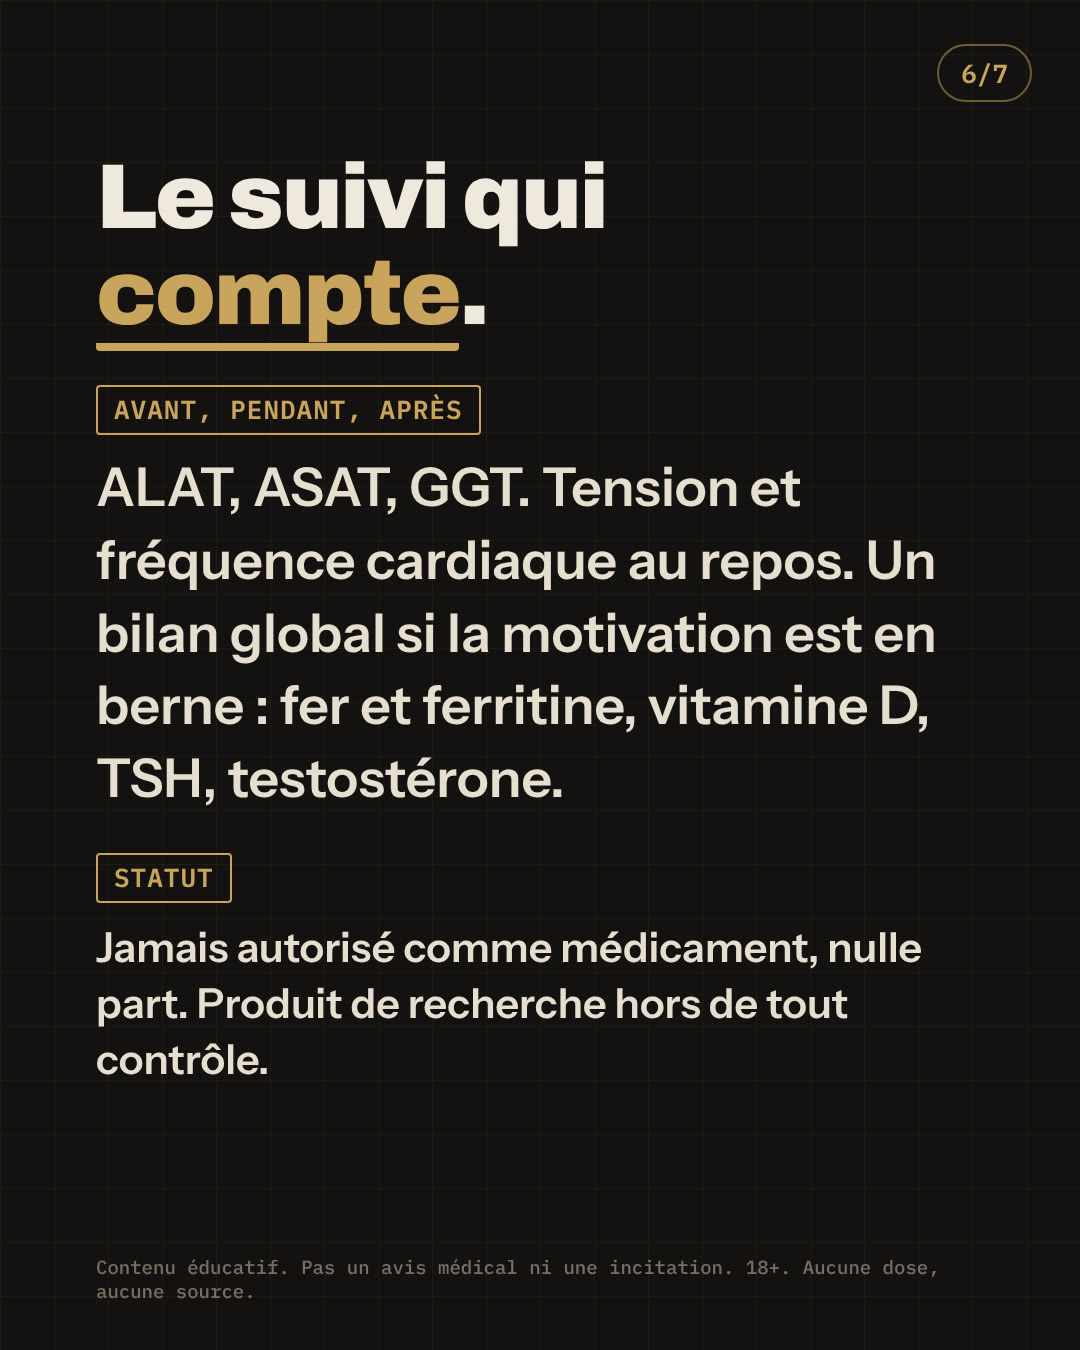 6/7
Le suivi qui
compte.
AVANT, PENDANT, APRÈS
ALAT, ASAT, GGT. Tension et
fréquence cardiaque au repos. Un
bilan global si la motivation est en
berne : fer et ferritine, vitamine D,
TSH, testostérone.
STATUT
Jamais autorisé comme médicament, nulle
part. Produit de recherche hors de tout
contrôle.
Contenu éducatif. Pas un avis médical ni une incitation. 18+. Aucune dose,
aucune source.